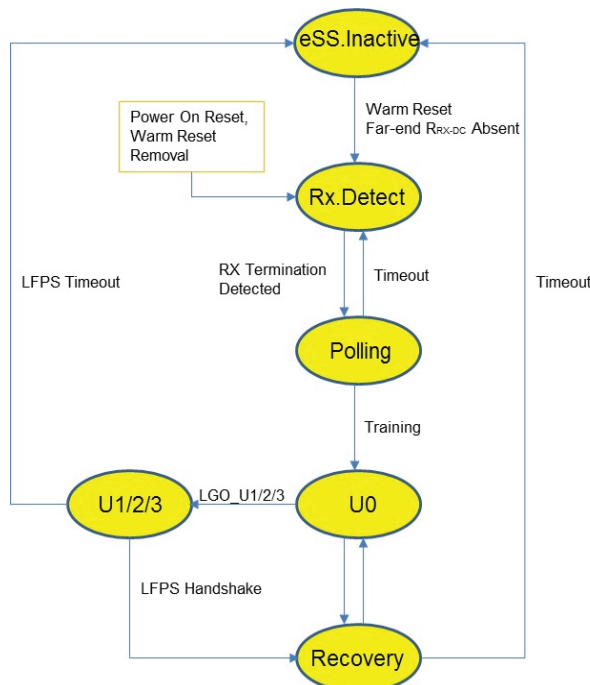 eSS.Inactive
Warm Reset
Far-end RRX-DC Absent
Power On Reset,
Warm Reset
Removal
Rx.Detect
LFPS Timeout
RX Termination
Detected
Timeout
Timeout
Polling
Training
U1/2/3
LGO_U1/2/3
U0
LFPS Handshake
Recovery